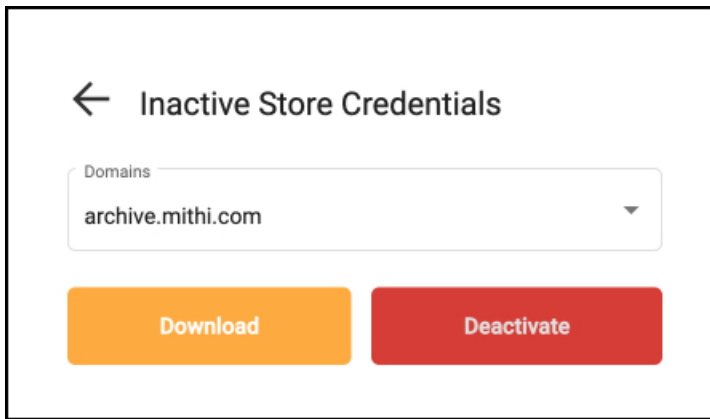 Inactive Store Credentials
Domains
archive.mithi.com
Download Deactivate